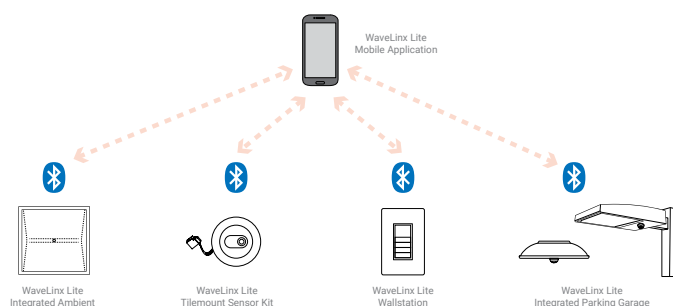 WaveLinx Lite
Mobile Application
WaveLinx Lite
Integrated Ambient
WaveLinx Lite
Tilemount Sensor Kit
WaveLinx Lite
Wallstation
WaveLinx Lite
Integrated Parking Garage